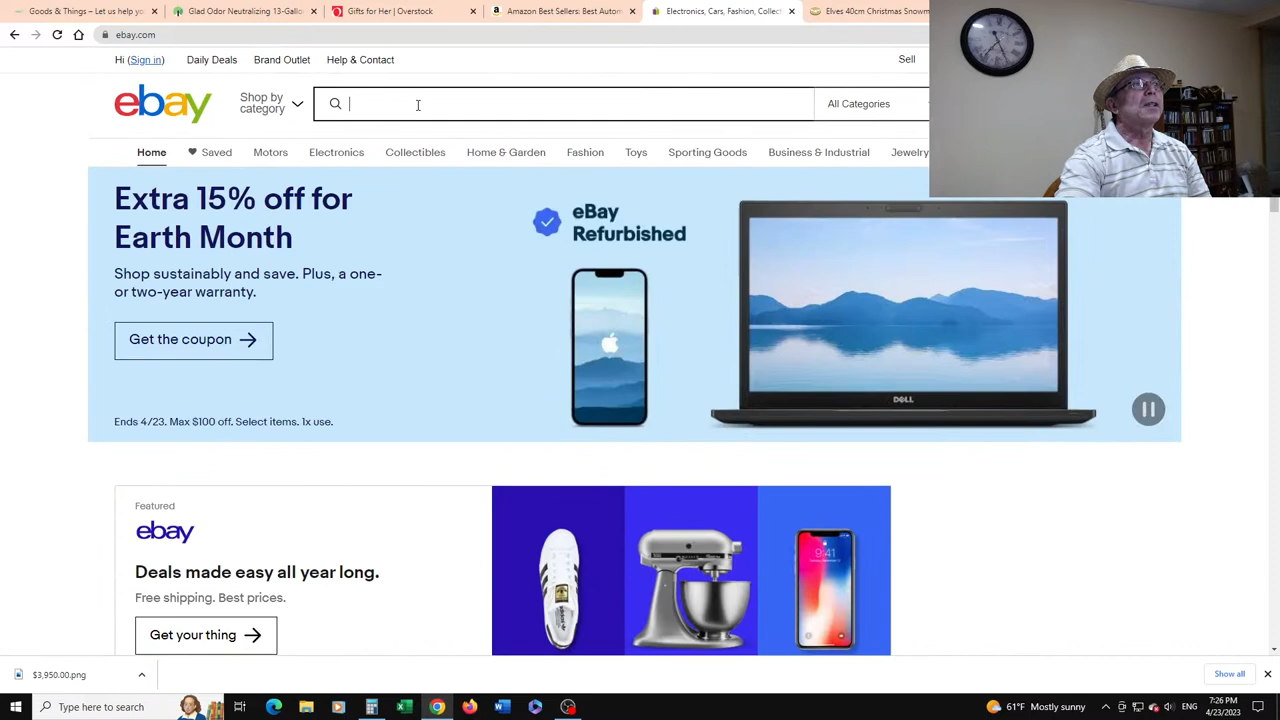 Goods & Things – Let us help yo
Glad Odor Neutralizing 13-Gallo
Gifts for Her | Overstock
Amazon Best Sellers: Best Autom
Electronics, Cars, Fashion, Collect
Elves 40cm Christmas Snowm
ebay.com
Hi (Sign in)
Daily Deals
Brand Outlet
Help & Contact
Sell
ebay
Shop by
category
All Categories
Home
Saved
Motors
Electronics
Collectibles
Home & Garden
Fashion
Toys
Sporting Goods
Business & Industrial
Jewelry
Extra 15% off for
Earth Month
Shop sustainably and save. Plus, a one-
or two-year warranty.
Get the coupon
Ends 4/23. Max $100 off. Select items. 1x use.
eBay
Refurbished
DELL
Featured
ebay
Deals made easy all year long.
Free shipping. Best prices.
Get your thing
9:41
$3,950.00.png
Show all
Type here to search
61°F Mostly sunny
ENG
7:26 PM
4/23/2023